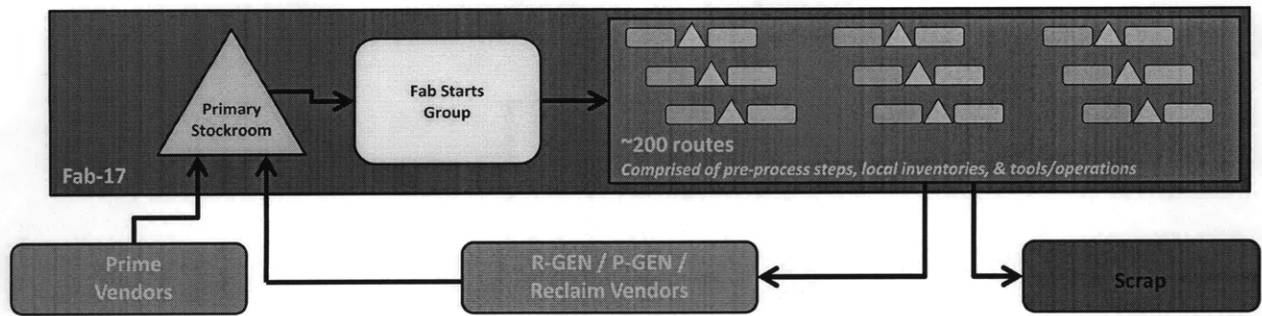 Primary
Stockroom
Fab Starts
Group
~200 routes
Comprised of pre-process steps, local inventories, & tools/operations
Fab-17
Prime
Vendors
R-GEN / P-GEN /
Reclaim Vendors
Scrap